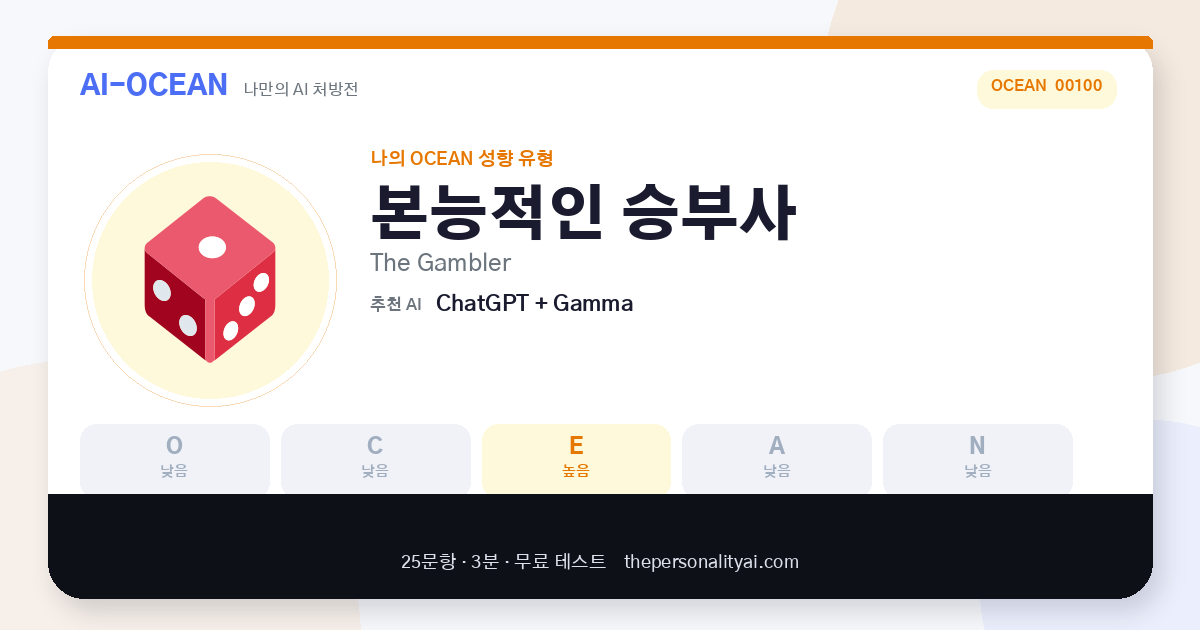 AI-OCEAN 나만의 AI 처방전
OCEAN 00100
나의 OCEAN 성향 유형
본능적인 승부사
The Gambler
추천 AI ChatGPT + Gamma
O
낮음
C
낮음
E
높음
A
낮음
N
낮음
25문항 · 3분 · 무료 테스트 thepersonalityai.com